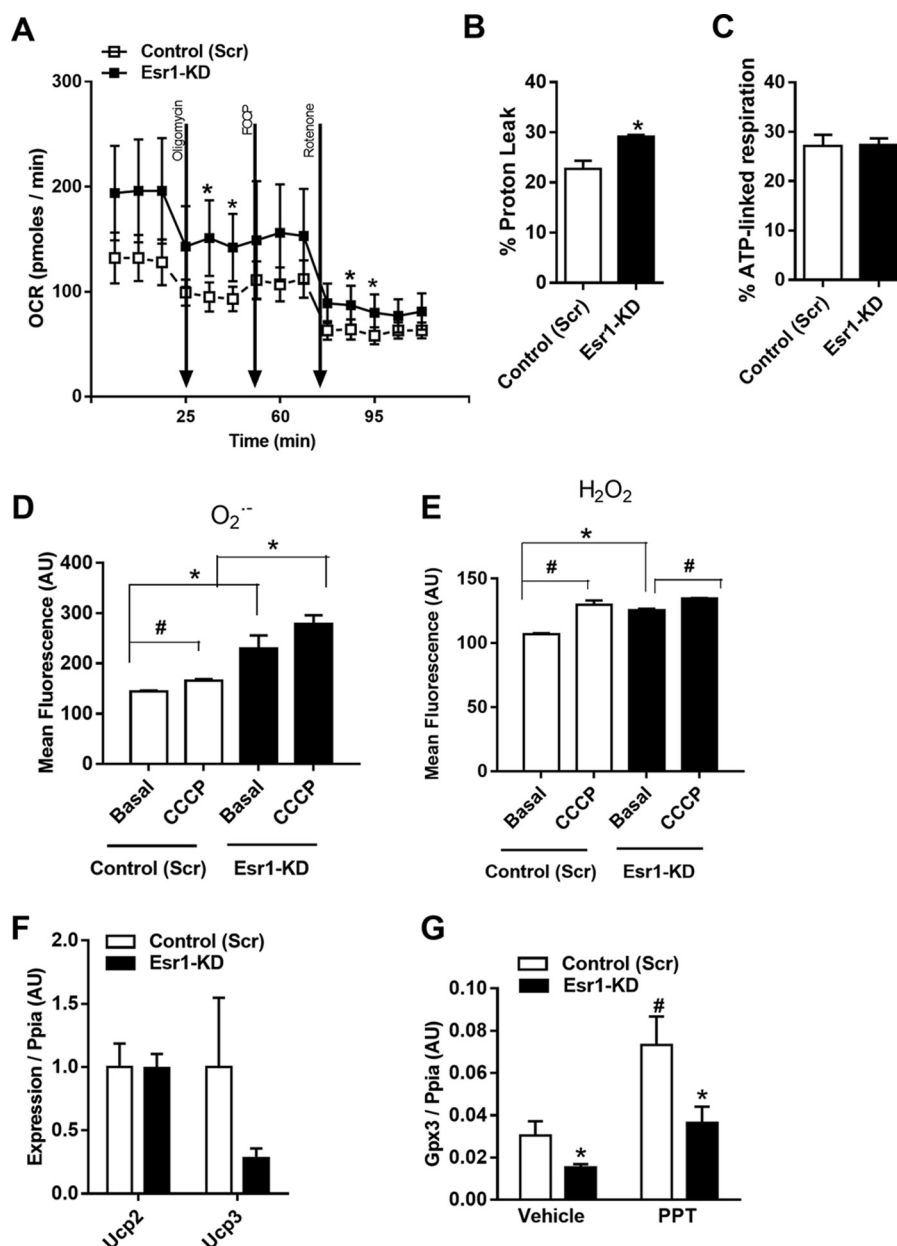 A
Control (Scr)
Esr1-KD
300
200
100
0
OCR (pmoles / min)
Oligomycin
FCCP
Rotenone
* *
* *
25 60 95
Time (min)
B
40
30
20
10
0
% Proton Leak
*
Control (Scr)
Esr1-KD
C
40
30
20
10
0
% ATP-linked respiration
Control (Scr)
Esr1-KD
D
O₂·⁻
400
300
200
100
0
Mean Fluorescence (AU)
*
*
#
Basal
CCCP
Basal
CCCP
Control (Scr) Esr1-KD
E
H₂O₂
150
100
50
0
Mean Fluorescence (AU)
*
# #
Basal
CCCP
Basal
CCCP
Control (Scr) Esr1-KD
F
Control (Scr)
Esr1-KD
2.0
1.5
1.0
0.5
0.0
Expression / Ppia (AU)
Ucp2
Ucp3
G
Control (Scr)
Esr1-KD
0.10
0.08
0.06
0.04
0.02
0.00
Gpx3 / Ppia (AU)
#
*
*
Vehicle PPT